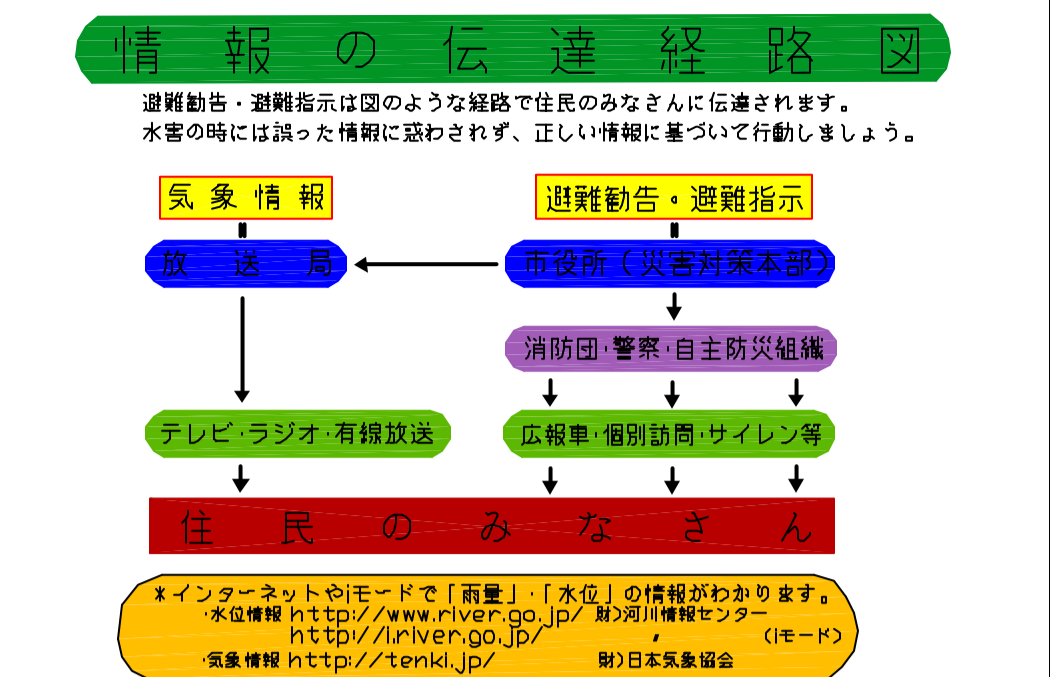 情報の伝達経路図
避難勧告・避難指示は図のような経路で住民のみなさんに伝達されます。
水害の時には誤った情報に惑わされず、正しい情報に基づいて行動しましょう。
気象情報
避難勧告・避難指示
放送局
市役所（災害対策本部）
消防団・警察・自主防災組織
テレビ・ラジオ・有線放送
広報車・個別訪問・サイレン等
住民のみなさん
＊インターネットやiモードで「雨量」・「水位」の情報がわかります。
・水位情報 http://www.river.go.jp/ 財）河川情報センター
http://i.river.go.jp/ 〃 （iモード）
・気象情報 http://tenki.jp/ 財）日本気象協会